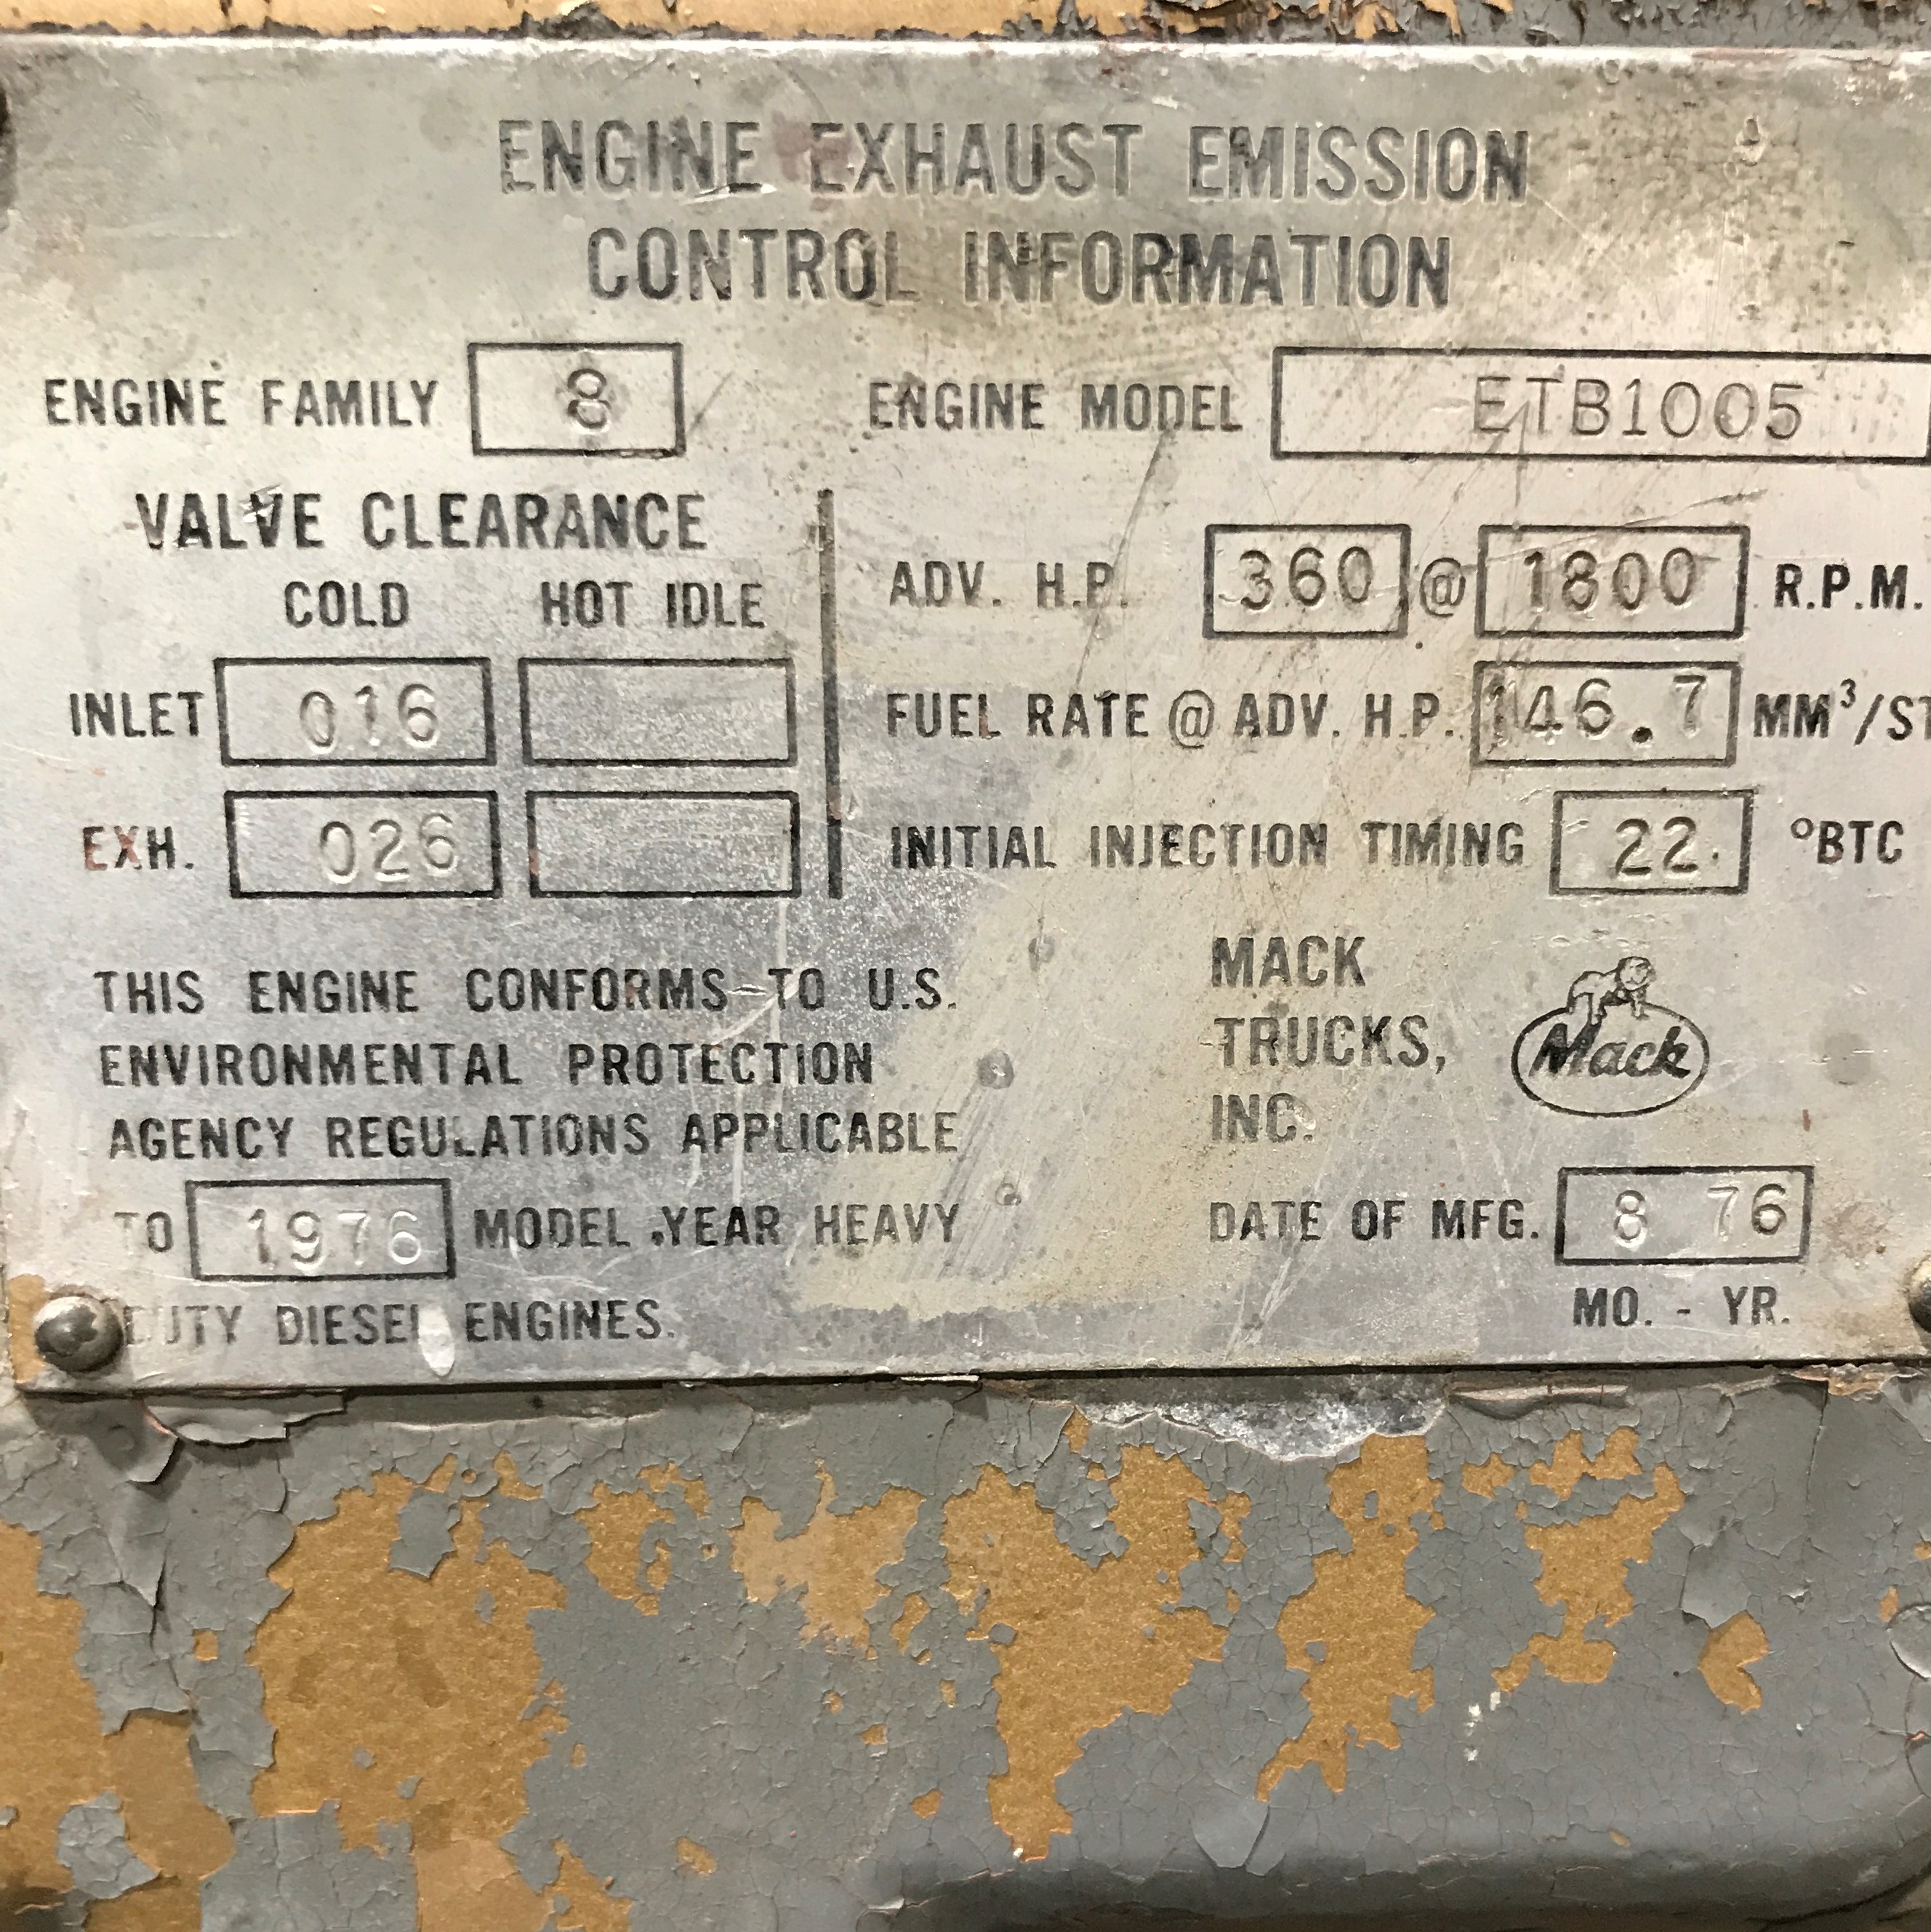 ENGINE EXHAUST EMISSION
CONTROL INFORMATION
ENGINE FAMILY 8 ENGINE MODEL ETB1005
VALVE CLEARANCE
COLD HOT IDLE
ADV. H.P. 360 @ 1800 R.P.M.
INLET 016
FUEL RATE @ ADV. H.P. 146.7 MM³/ST
EXH. 026
INITIAL INJECTION TIMING 22 °BTC
THIS ENGINE CONFORMS TO U.S.
ENVIRONMENTAL PROTECTION
AGENCY REGULATIONS APPLICABLE
TO 1976 MODEL YEAR HEAVY
DUTY DIESEL ENGINES.
MACK
TRUCKS,
INC.
Mack
DATE OF MFG. 8 76
MO. - YR.